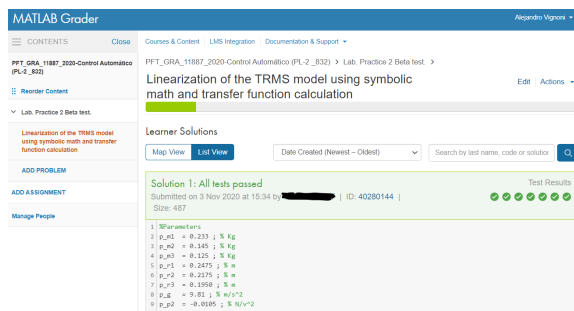 MATLAB Grader
Alejandro Vignoni
CONTENTS
Close
PFT_GRA_11887_2020-Control Automático
(PL-2 _832)
Reorder Content
Lab. Practice 2 Beta test.
Linearization of the TRMS model
using symbolic math and transfer
function calculation
ADD PROBLEM
ADD ASSIGNMENT
Manage People
Courses & Content | LMS Integration | Documentation & Support
PFT_GRA_11887_2020-Control Automático (PL-2 _832) > Lab. Practice 2 Beta test. >
Linearization of the TRMS model using symbolic
math and transfer function calculation
Edit | Actions
Learner Solutions
Map View List View
Date Created (Newest – Oldest)
Search by last name, code or solution
Solution 1: All tests passed
Test Results
Submitted on 3 Nov 2020 at 15:34 by | ID: 40280144 |
Size: 487
1 %Parameters
2 p_m1 = 0.233 ; % Kg
3 p_m2 = 0.145 ; % Kg
4 p_m3 = 0.125 ; % Kg
5 p_r1 = 0.2475 ; % m
6 p_r2 = 0.2175 ; % m
7 p_r3 = 0.1950 ; % m
8 p_g = 9.81 ; % m/s^2
9 p_p2 = -0.0105 ; % N/v^2